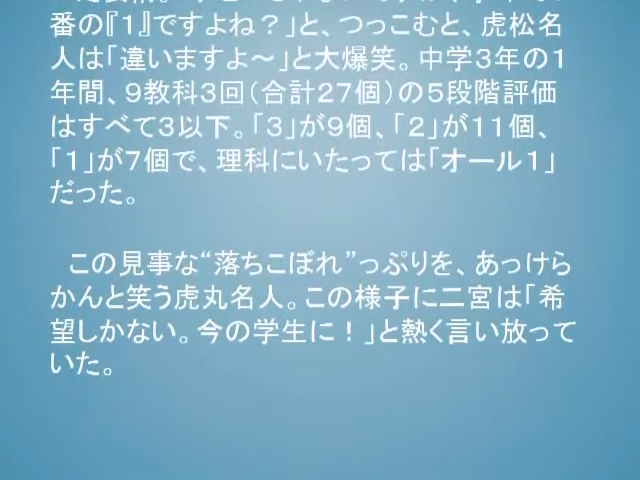 番の『１』ですよね？」と、つっこむと、虎松名
人は「違いますよ～」と大爆笑。中学３年の１
年間、９教科３回（合計２７個）の５段階評価
はすべて３以下。「３」が９個、「２」が１１個、
「１」が７個で、理科にいたっては「オール１」
だった。
この見事な“落ちこぼれ”っぷりを、あっけら
かんと笑う虎丸名人。この様子に二宮は「希
望しかない。今の学生に！」と熱く言い放って
いた。